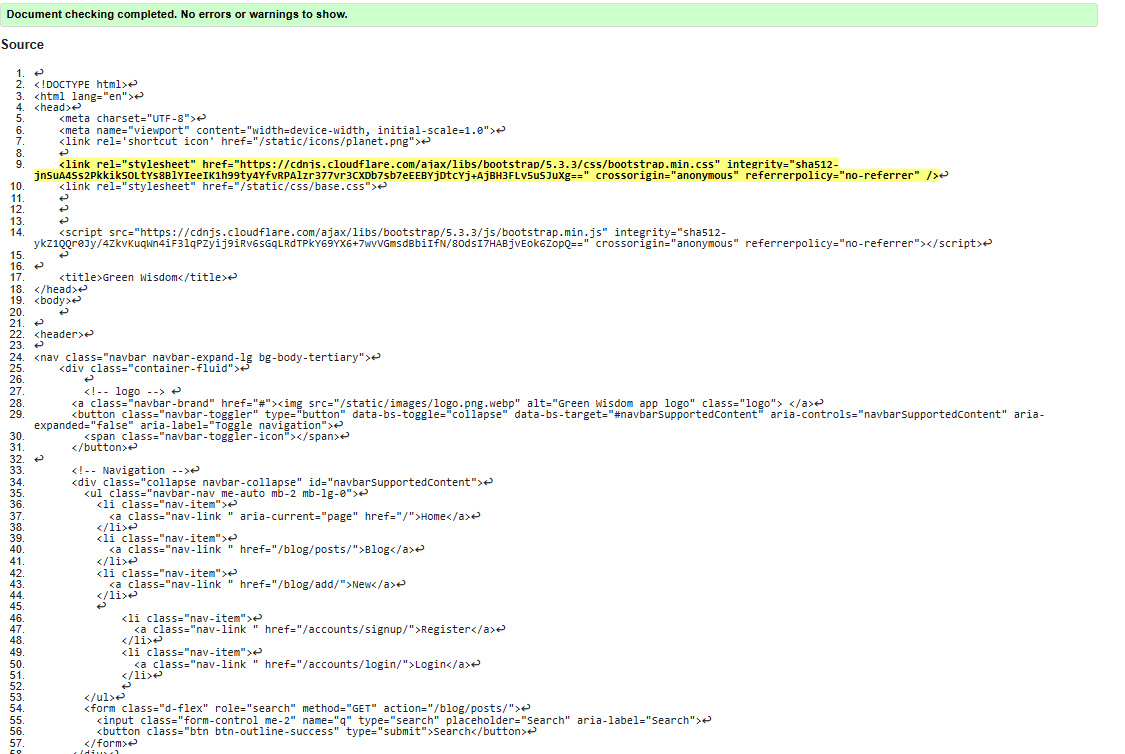 Document checking completed. No errors or warnings to show.
Source
1. ↩
2. <!DOCTYPE html>↩
3. <html lang="en">↩
4. <head>↩
5. <meta charset="UTF-8">↩
6. <meta name="viewport" content="width=device-width, initial-scale=1.0">↩
7. <link rel='shortcut icon' href="/static/icons/planet.png">↩
8. ↩
9. <link rel="stylesheet" href="https://cdnjs.cloudflare.com/ajax/libs/bootstrap/5.3.3/css/bootstrap.min.css" integrity="sha512-
jnSuA4Ss2PkkikSOLtYs8BlYIeeIK1h99ty4YfvRPAlzr377vr3CXDb7sb7eEEBYjDtcYj+AjBH3FLv5uSJuXg==" crossorigin="anonymous" referrerpolicy="no-referrer" />↩
10. <link rel="stylesheet" href="/static/css/base.css">↩
11. ↩
12. ↩
13. ↩
14. <script src="https://cdnjs.cloudflare.com/ajax/libs/bootstrap/5.3.3/js/bootstrap.min.js" integrity="sha512-
ykZ1QQr0Jy/4ZkvKuqWn4iF3lqPZyij9iRv6sGqLRdTPkY69YX6+7wvVGmsdBbiIfN/8OdsI7HABjvEok6ZopQ==" crossorigin="anonymous" referrerpolicy="no-referrer"></script>↩
15. ↩
16. ↩
17. <title>Green Wisdom</title>↩
18. </head>↩
19. <body>↩
20. ↩
21. ↩
22. <header>↩
23. ↩
24. <nav class="navbar navbar-expand-lg bg-body-tertiary">↩
25. <div class="container-fluid">↩
26. ↩
27. <!-- logo --> ↩
28. <a class="navbar-brand" href="#"><img src="/static/images/logo.png.webp" alt="Green Wisdom app logo" class="logo"> </a>↩
29. <button class="navbar-toggler" type="button" data-bs-toggle="collapse" data-bs-target="#navbarSupportedContent" aria-controls="navbarSupportedContent" aria-
expanded="false" aria-label="Toggle navigation">↩
30. <span class="navbar-toggler-icon"></span>↩
31. </button>↩
32. ↩
33. <!-- Navigation -->↩
34. <div class="collapse navbar-collapse" id="navbarSupportedContent">↩
35. <ul class="navbar-nav me-auto mb-2 mb-lg-0">↩
36. <li class="nav-item">↩
37. <a class="nav-link " aria-current="page" href="/">Home</a>↩
38. </li>↩
39. <li class="nav-item">↩
40. <a class="nav-link " href="/blog/posts/">Blog</a>↩
41. </li>↩
42. <li class="nav-item">↩
43. <a class="nav-link " href="/blog/add/">New</a>↩
44. </li>↩
45. ↩
46. <li class="nav-item">↩
47. <a class="nav-link " href="/accounts/signup/">Register</a>↩
48. </li>↩
49. <li class="nav-item">↩
50. <a class="nav-link " href="/accounts/login/">Login</a>↩
51. </li>↩
52. ↩
53. </ul>↩
54. <form class="d-flex" role="search" method="GET" action="/blog/posts/">↩
55. <input class="form-control me-2" name="q" type="search" placeholder="Search" aria-label="Search">↩
56. <button class="btn btn-outline-success" type="submit">Search</button>↩
57. </form>↩
58. </div>↩